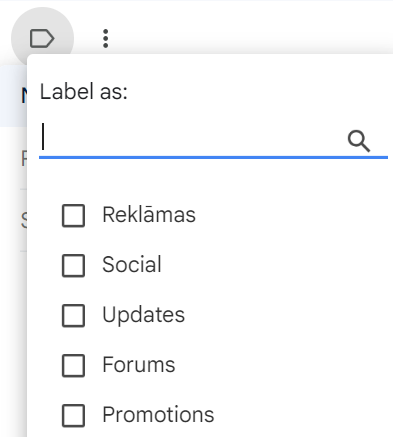 Label as:
Reklāmas
Social
Updates
Forums
Promotions